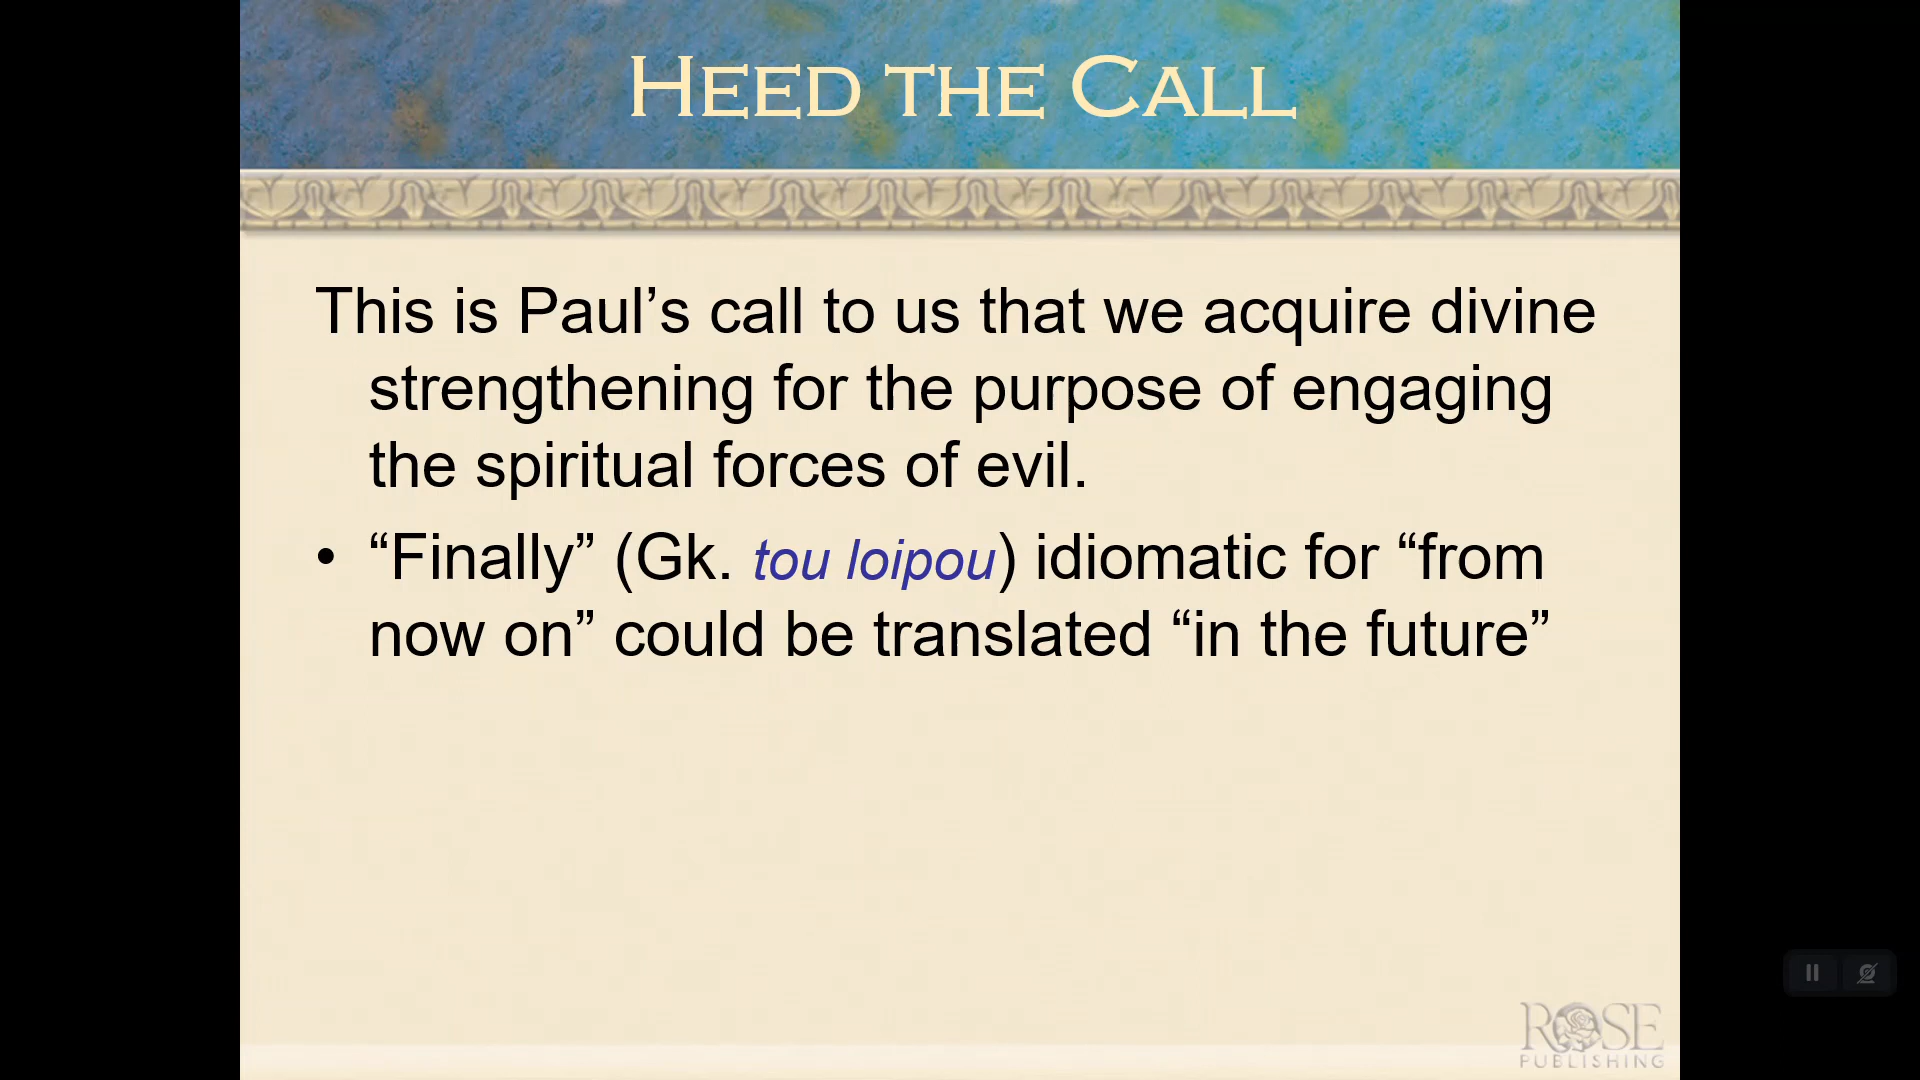 HEED THE CALL
This is Paul’s call to us that we acquire divine
strengthening for the purpose of engaging
the spiritual forces of evil.
• “Finally” (Gk. tou loipou) idiomatic for “from
now on” could be translated “in the future”
ROSE
PUBLISHING